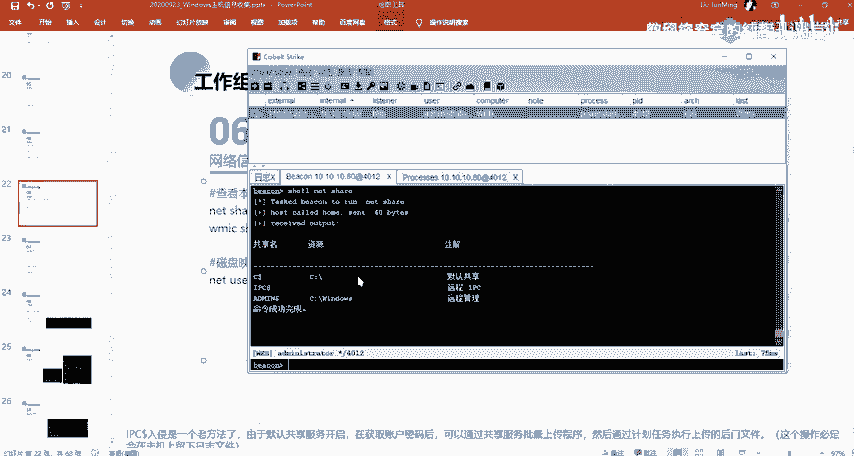 20200923_Windows主机信息收集.pptx - PowerPoint
Liu JunMing
文件 开始 插入 设计 切换 动画 幻灯片放映 审阅 视图 加载项 帮助 百度网盘 格式 操作说明搜索
20
21
22
23
24
25
26
工作组
06
网络信
#查看本
net sha
wmic sh
#磁盘映
net use
Cobalt Strike
external internal listener user computer note process pid arch last
日志X Beacon 10.10.10.80@4012 X Processes 10.10.10.80@4012 X
beacon> shell net share
[*] Tasked beacon to run: net share
[+] host called home, sent: 40 bytes
[+] received output:
共享名 资源 注解
C$ C:\ 默认共享
IPC$ 远程 IPC
ADMIN$ C:\Windows 远程管理
命令成功完成。
administrator */4012 last: 75ms
beacon>
IPC$入侵是一个老方法了，由于默认共享服务开启，在获取账户密码后，可以通过共享服务批量上传程序，然后通过计划任务执行上传的后门文件。（这个操作必定
97%